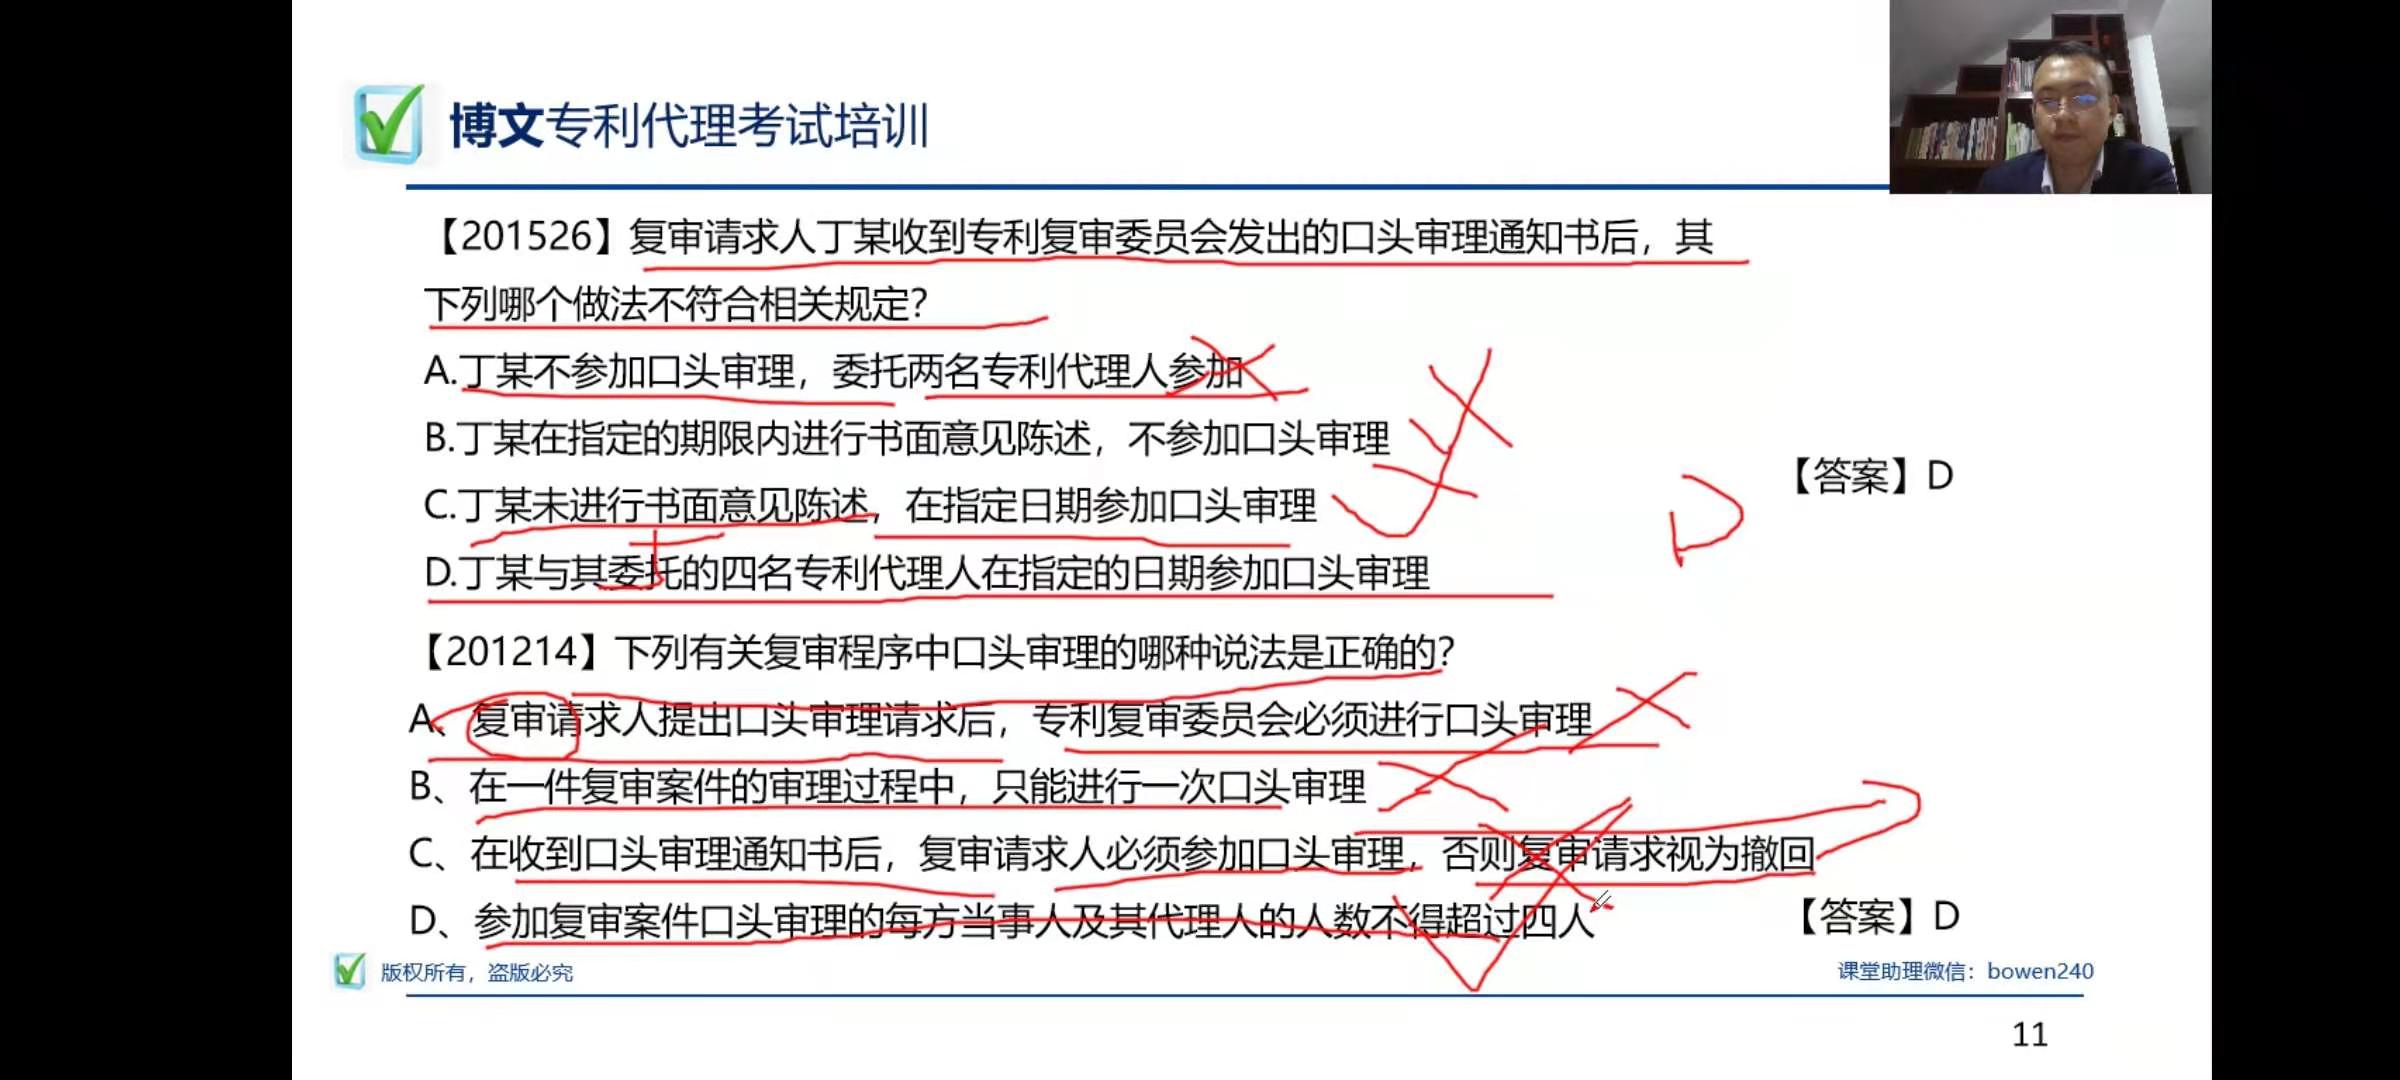 博文专利代理考试培训
【201526】复审请求人丁某收到专利复审委员会发出的口头审理通知书后，其
下列哪个做法不符合相关规定？
A.丁某不参加口头审理，委托两名专利代理人参加
B.丁某在指定的期限内进行书面意见陈述，不参加口头审理
C.丁某未进行书面意见陈述，在指定日期参加口头审理
D.丁某与其委托的四名专利代理人在指定的日期参加口头审理
【答案】D
D
【201214】下列有关复审程序中口头审理的哪种说法是正确的？
A、复审请求人提出口头审理请求后，专利复审委员会必须进行口头审理
B、在一件复审案件的审理过程中，只能进行一次口头审理
C、在收到口头审理通知书后，复审请求人必须参加口头审理，否则复审请求视为撤回
D、参加复审案件口头审理的每方当事人及其代理人的人数不得超过四人
【答案】D
版权所有，盗版必究
课堂助理微信：bowen240
11